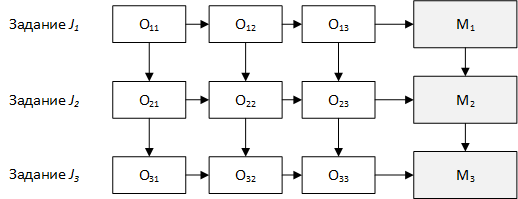 Задание J₁ O₁₁ O₁₂ O₁₃ M₁
Задание J₂ O₂₁ O₂₂ O₂₃ M₂
Задание J₃ O₃₁ O₃₂ O₃₃ M₃